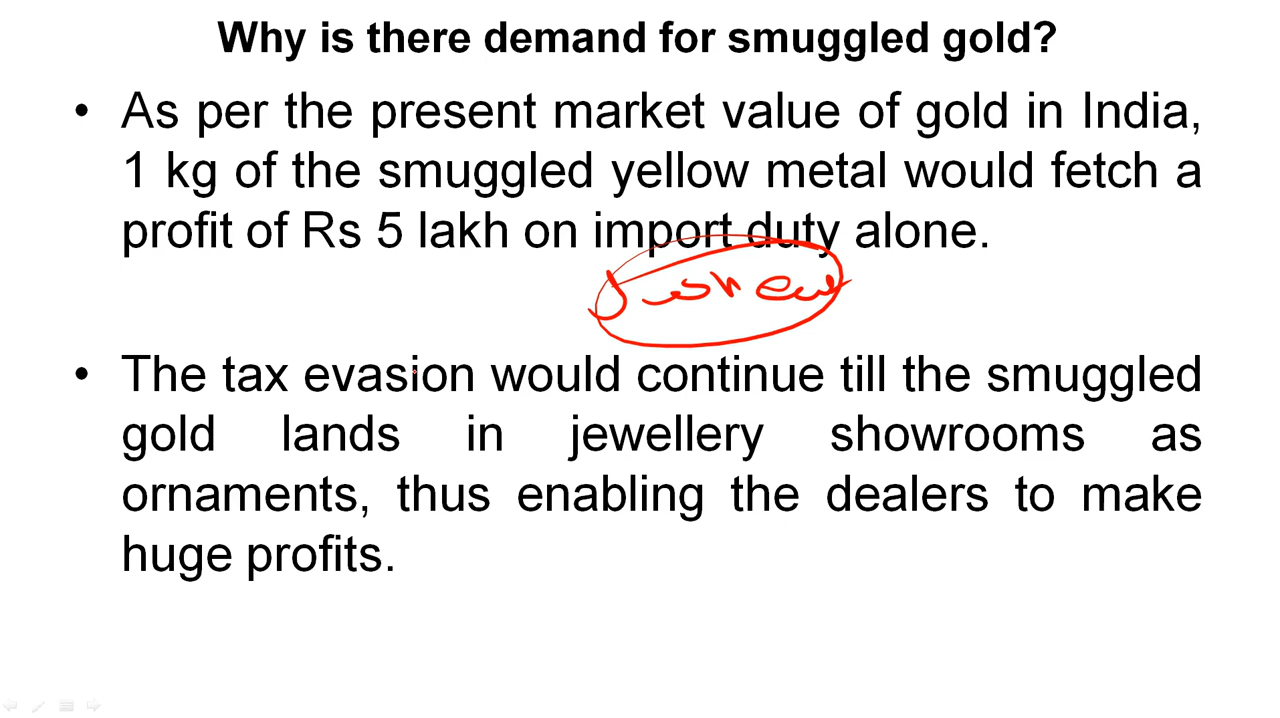 Why is there demand for smuggled gold?
• As per the present market value of gold in India,
1 kg of the smuggled yellow metal would fetch a
profit of Rs 5 lakh on import duty alone.
• The tax evasion would continue till the smuggled
gold lands in jewellery showrooms as
ornaments, thus enabling the dealers to make
huge profits.